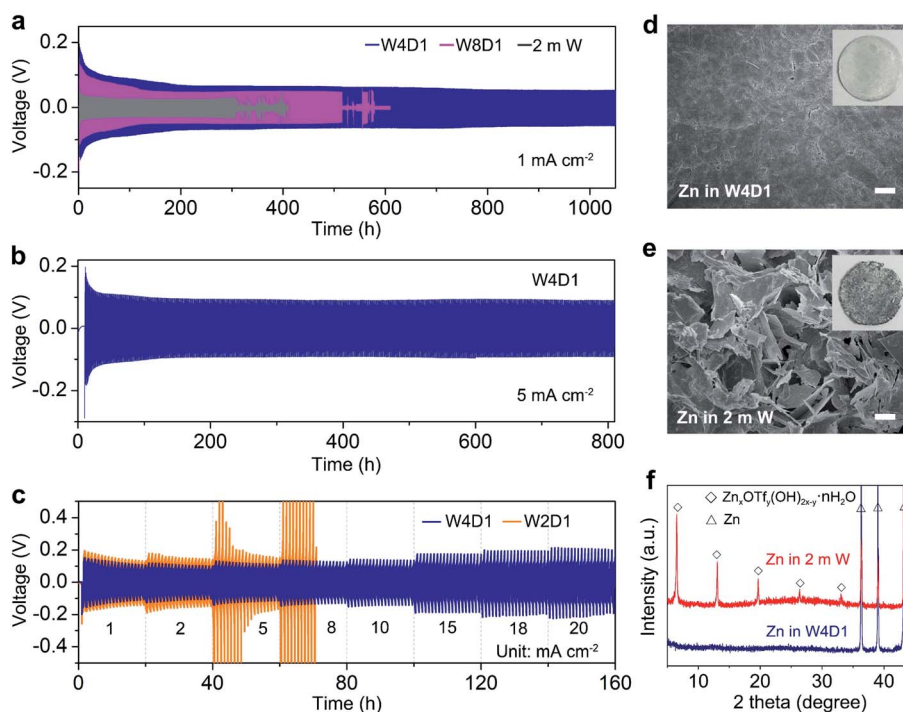 a
0.2
0.0
-0.2
Voltage (V)
W4D1
W8D1
2 m W
1 mA cm⁻²
0
200
400
600
800
1000
Time (h)
b
0.2
0.0
-0.2
Voltage (V)
W4D1
5 mA cm⁻²
0
200
400
600
800
Time (h)
c
0.4
0.2
0.0
-0.2
-0.4
Voltage (V)
W4D1
W2D1
1
2
5
8
10
15
18
20
Unit: mA cm⁻²
0
40
80
120
160
Time (h)
d
Zn in W4D1
e
Zn in 2 m W
f
Intensity (a.u.)
◇ ZnₓOTfᵧ(OH)₂ₓ₋ᵧ·nH₂O
△ Zn
Zn in 2 m W
Zn in W4D1
10
20
30
40
2 theta (degree)